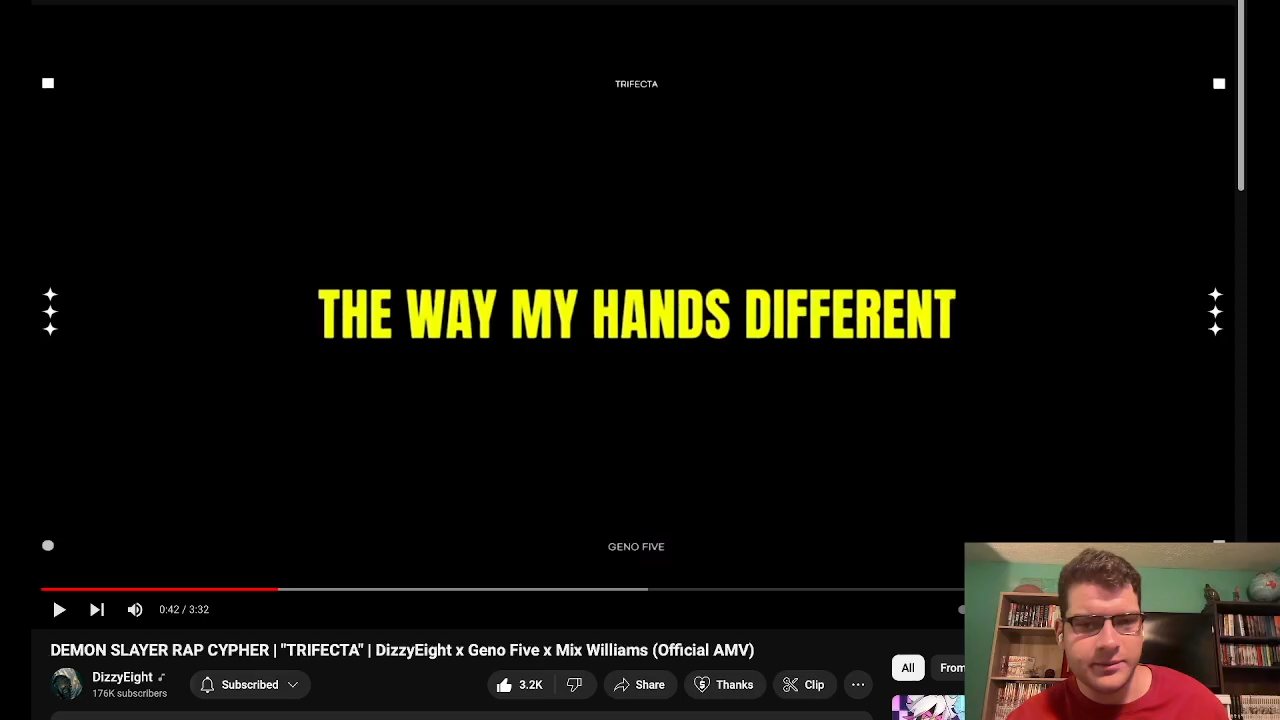 TRIFECTA
THE WAY MY HANDS DIFFERENT
GENO FIVE
0:42 / 3:32
DEMON SLAYER RAP CYPHER | "TRIFECTA" | DizzyEight x Geno Five x Mix Williams (Official AMV)
DizzyEight
176K subscribers
Subscribed
3.2K
Share
Thanks
Clip
All
From